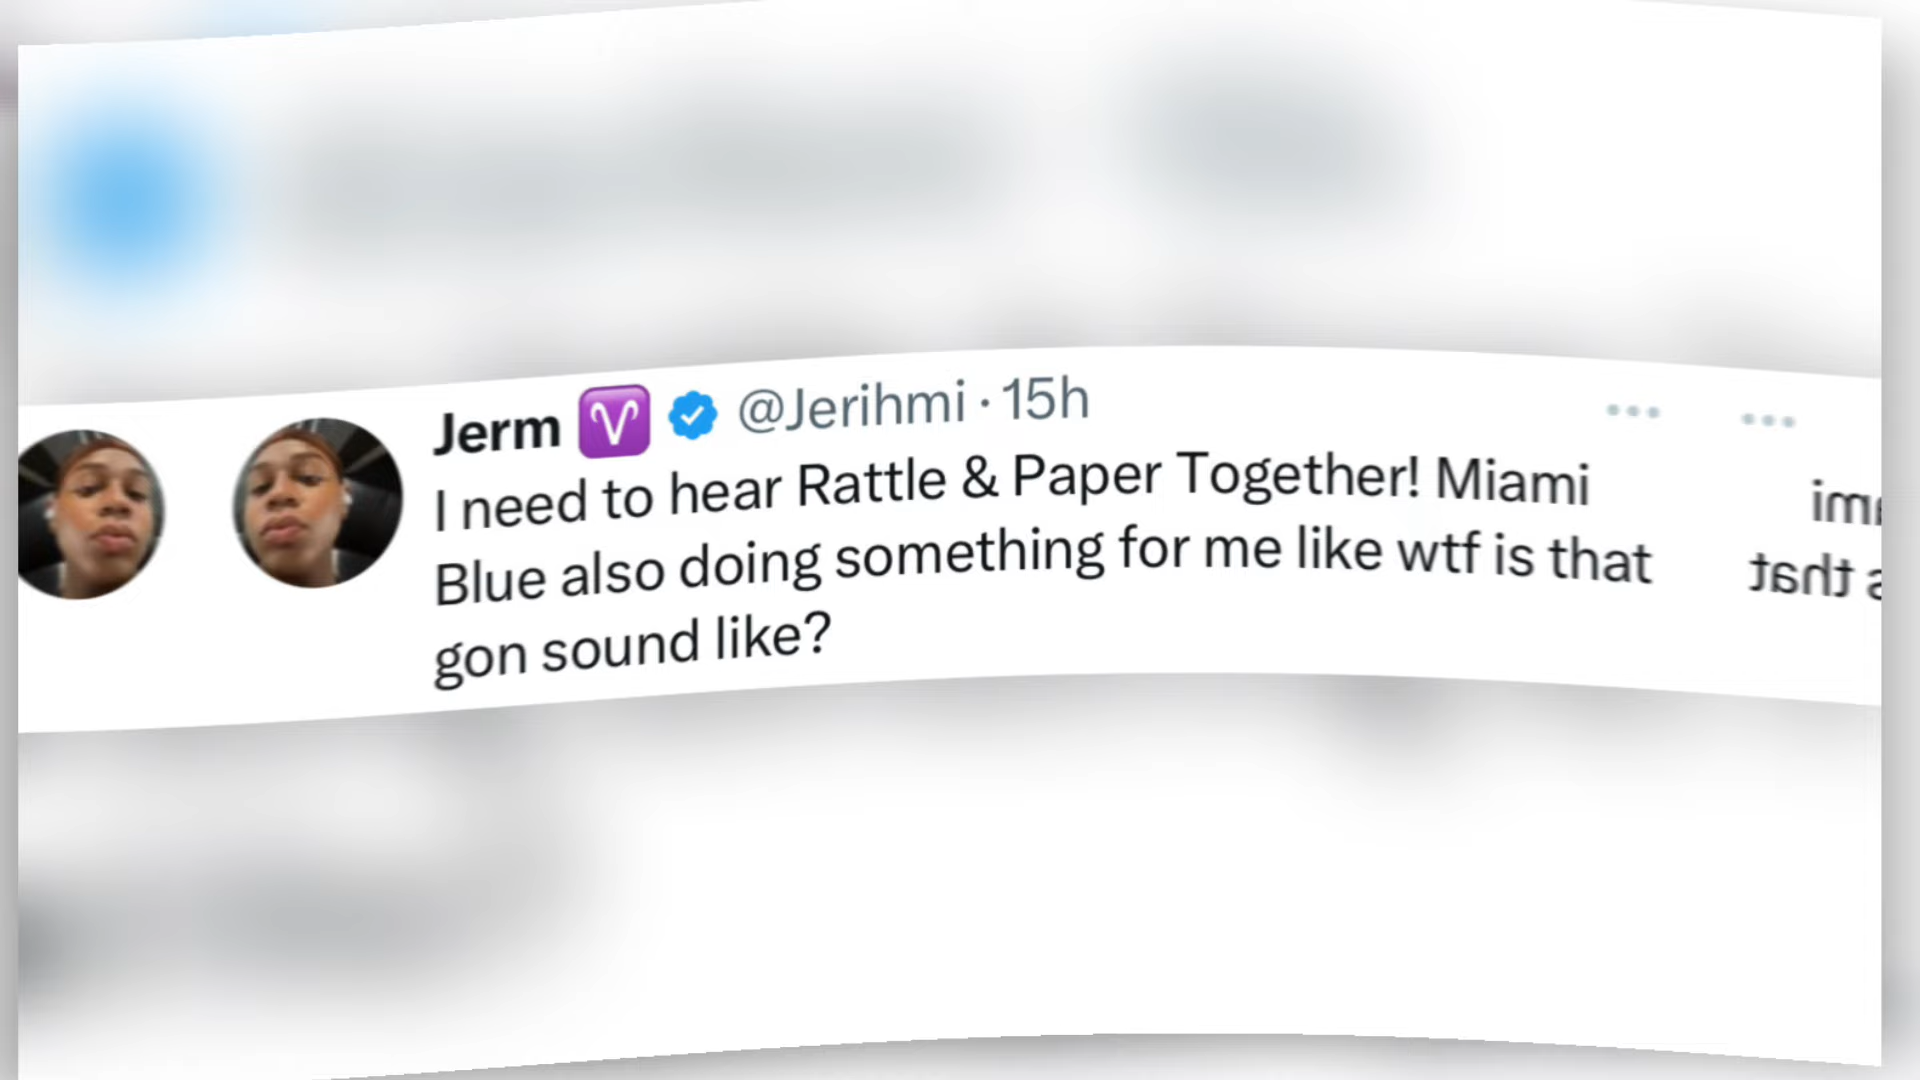 Jerm ♈ @Jerihmi · 15h
I need to hear Rattle & Paper Together! Miami
Blue also doing something for me like wtf is that
gon sound like?